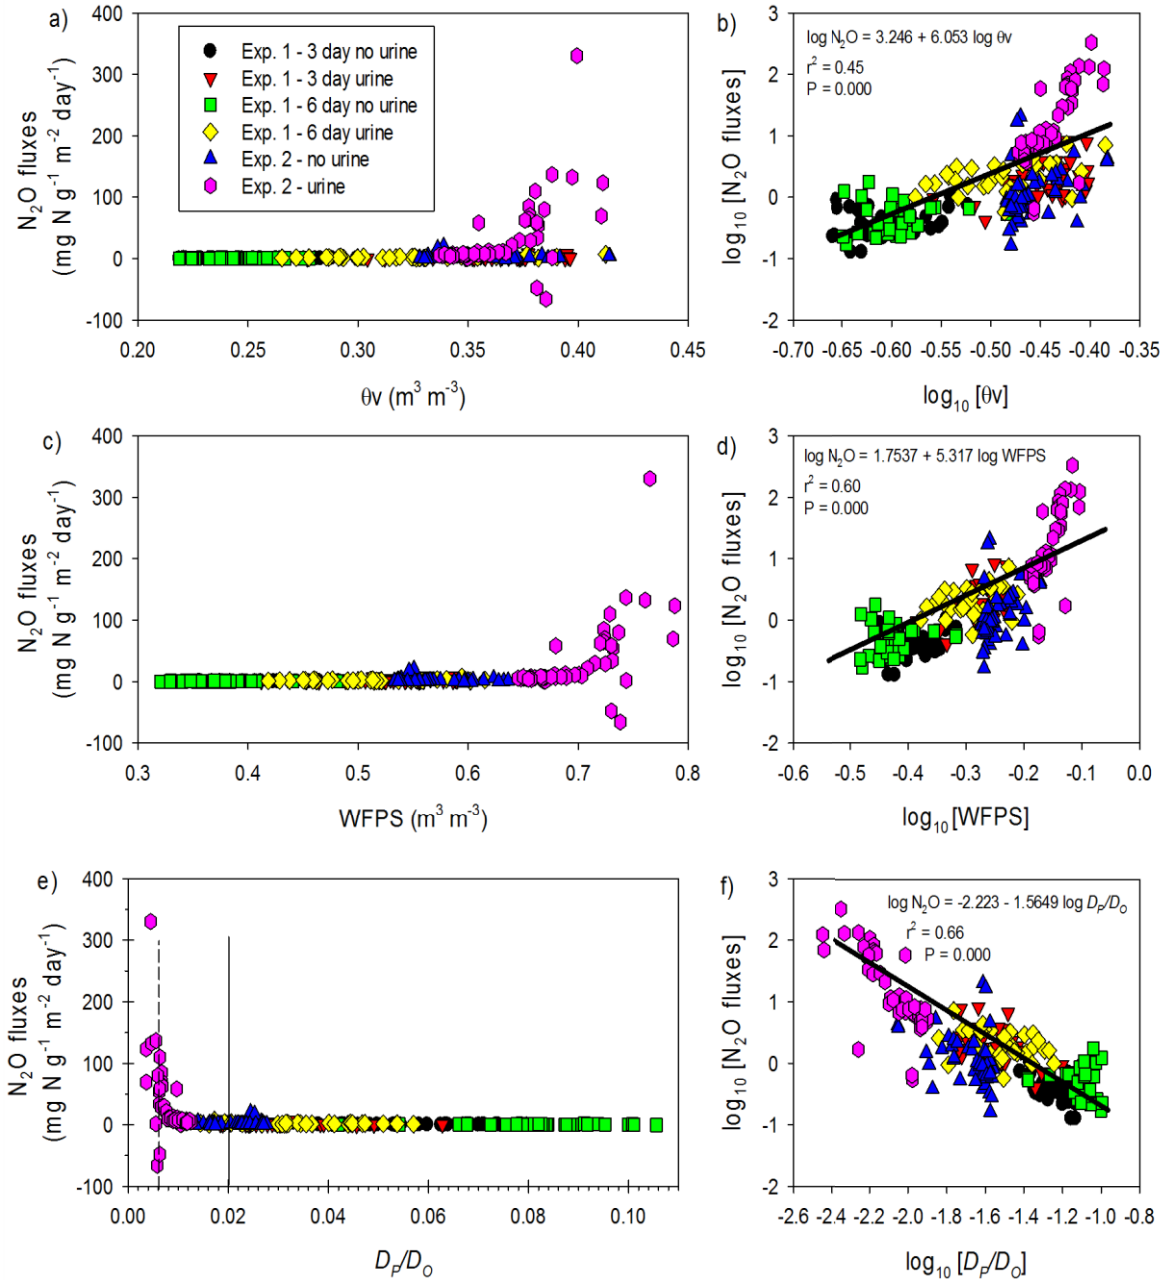 a)
400
300
200
100
0
-100
N₂O fluxes
(mg N g⁻¹ m⁻² day⁻¹)
Exp. 1 - 3 day no urine
Exp. 1 - 3 day urine
Exp. 1 - 6 day no urine
Exp. 1 - 6 day urine
Exp. 2 - no urine
Exp. 2 - urine
0.20 0.25 0.30 0.35 0.40 0.45
θv (m³ m⁻³)
b)
3
2
1
0
-1
-2
log₁₀ [N₂O fluxes]
log N₂O = 3.246 + 6.053 log θv
r² = 0.45
P = 0.000
-0.70 -0.65 -0.60 -0.55 -0.50 -0.45 -0.40 -0.35
log₁₀ [θv]
c)
400
300
200
100
0
-100
N₂O fluxes
(mg N g⁻¹ m⁻² day⁻¹)
0.3 0.4 0.5 0.6 0.7 0.8
WFPS (m³ m⁻³)
d)
3
2
1
0
-1
-2
log₁₀ [N₂O fluxes]
log N₂O = 1.7537 + 5.317 log WFPS
r² = 0.60
P = 0.000
-0.6 -0.5 -0.4 -0.3 -0.2 -0.1 0.0
log₁₀ [WFPS]
e)
400
300
200
100
0
-100
N₂O fluxes
(mg N g⁻¹ m⁻² day⁻¹)
0.00 0.02 0.04 0.06 0.08 0.10
D_P/D_O
f)
3
2
1
0
-1
-2
log₁₀ [N₂O fluxes]
log N₂O = -2.223 - 1.5649 log D_P/D_O
r² = 0.66
P = 0.000
-2.6 -2.4 -2.2 -2.0 -1.8 -1.6 -1.4 -1.2 -1.0 -0.8
log₁₀ [D_P/D_O]